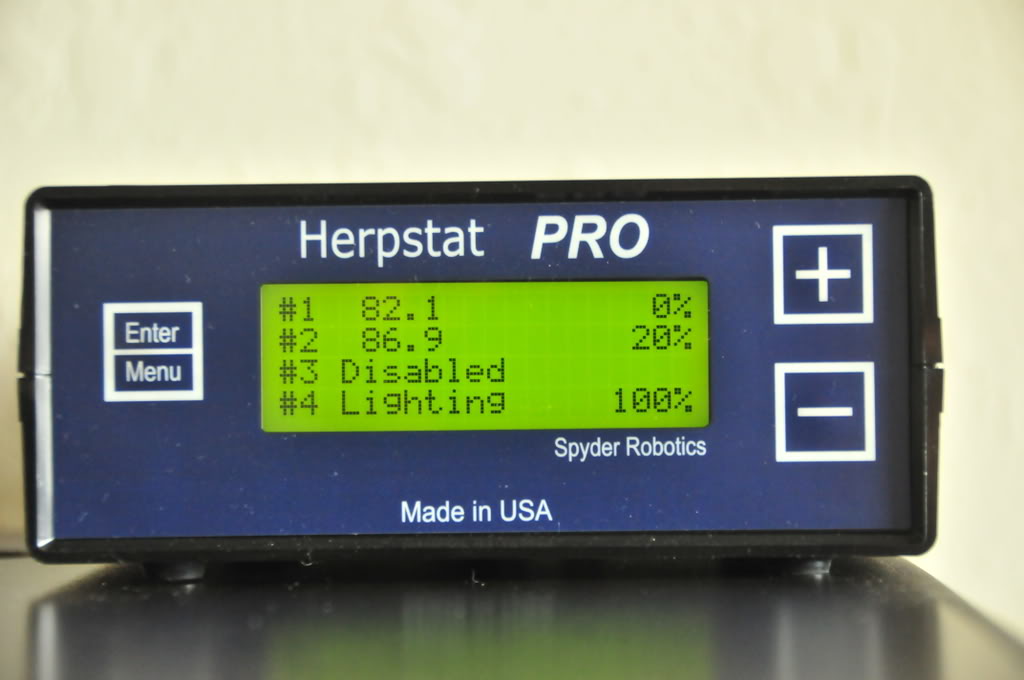 Herpstat PRO
+
Enter
Menu
#1 82.1 0%
#2 86.9 20%
#3 Disabled
#4 Lighting 100%
−
Spyder Robotics
Made in USA